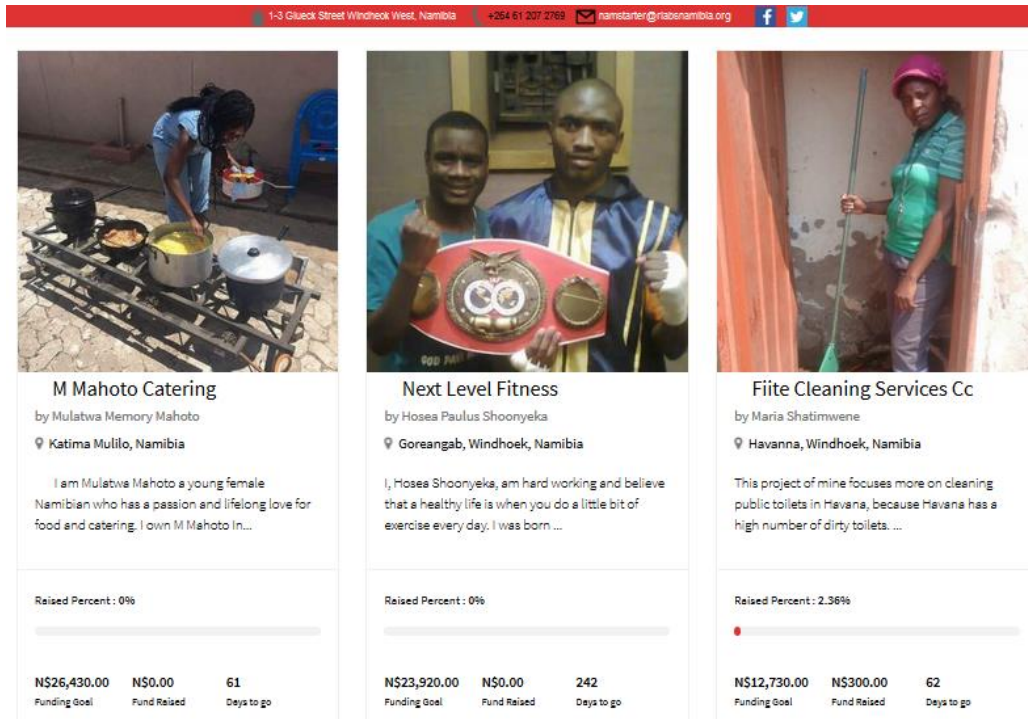 1-3 Glueck Street Windheok West, Namibia +264 61 207 2769 namstarter@rlabsnamibia.org
M Mahoto Catering
by Mulatwa Memory Mahoto
Katima Mulilo, Namibia
I am Mulatwa Mahoto a young female
Namibian who has a passion and lifelong love for
food and catering. I own M Mahoto In...
Raised Percent : 0%
N$26,430.00 N$0.00 61
Funding Goal Fund Raised Days to go
Next Level Fitness
by Hosea Paulus Shoonyeka
Goreangab, Windhoek, Namibia
I, Hosea Shoonyeka, am hard working and believe
that a healthy life is when you do a little bit of
exercise every day. I was born ...
Raised Percent : 0%
N$23,920.00 N$0.00 242
Funding Goal Fund Raised Days to go
Fiite Cleaning Services Cc
by Maria Shatimwene
Havanna, Windhoek, Namibia
This project of mine focuses more on cleaning
public toilets in Havana, because Havana has a
high number of dirty toilets. ...
Raised Percent : 2.36%
N$12,730.00 N$300.00 62
Funding Goal Fund Raised Days to go